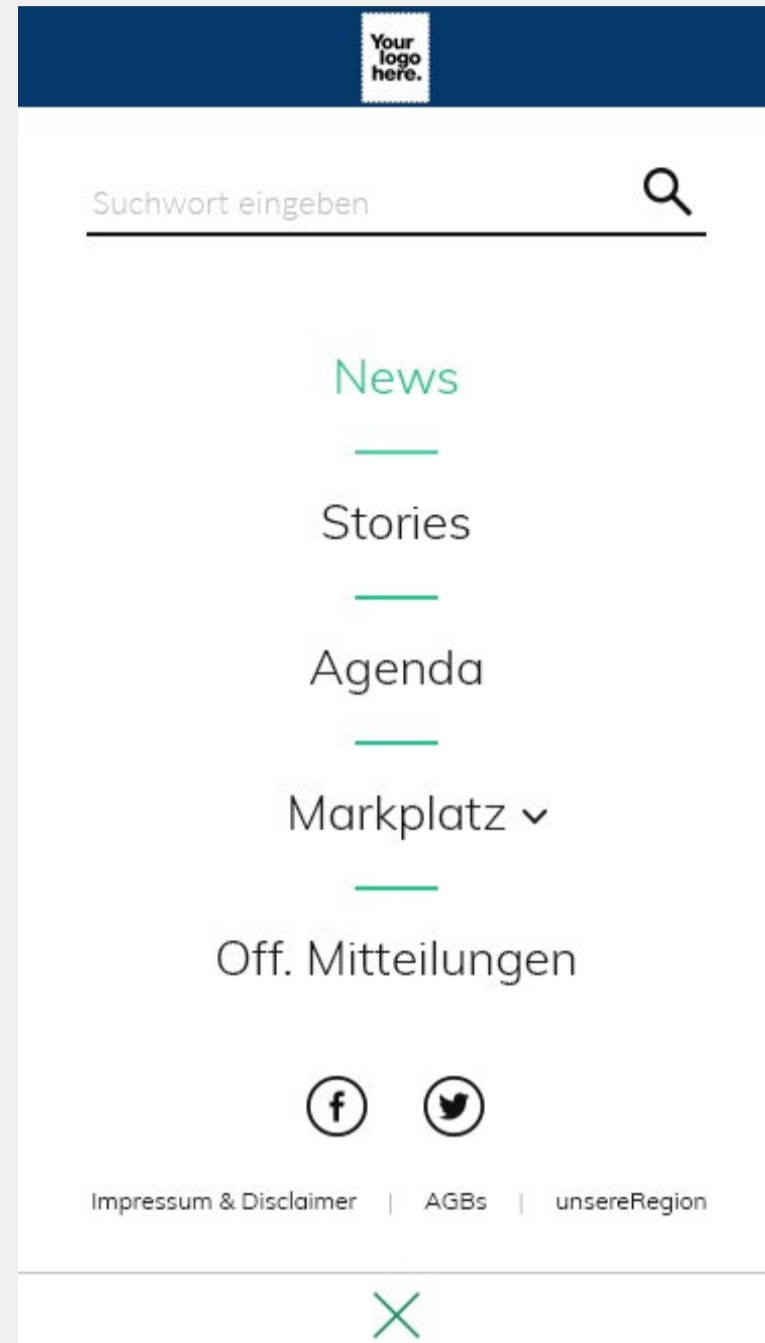 Your
logo
here.
Suchwort eingeben
News
Stories
Agenda
Markplatz
Off. Mitteilungen
Impressum & Disclaimer | AGBs | unsereRegion